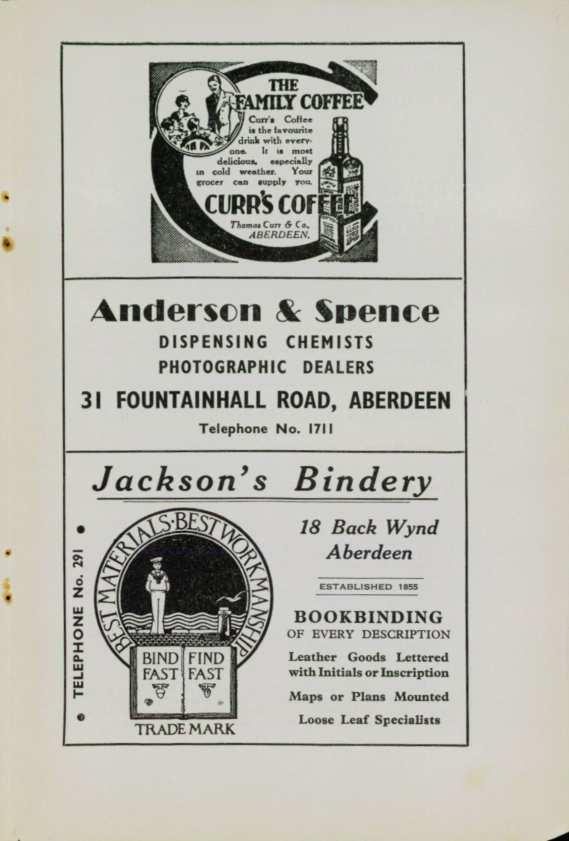 THE
FAMILY COFFEE
Curr's Coffee
is the favourite
drink with every-
one. It is most
delicious, especially
in cold weather. Your
grocer can supply you.
CURR'S COFFEE
Thomas Curr & Co.,
ABERDEEN.
Anderson & Spence
DISPENSING CHEMISTS
PHOTOGRAPHIC DEALERS
31 FOUNTAINHALL ROAD, ABERDEEN
Telephone No. 1711
Jackson's Bindery
TELEPHONE No. 291
BEST MATERIALS·BEST WORKMANSHIP
BIND FIND
FAST FAST
TRADE MARK
18 Back Wynd
Aberdeen
ESTABLISHED 1855
BOOKBINDING
OF EVERY DESCRIPTION
Leather Goods Lettered
with Initials or Inscription
Maps or Plans Mounted
Loose Leaf Specialists